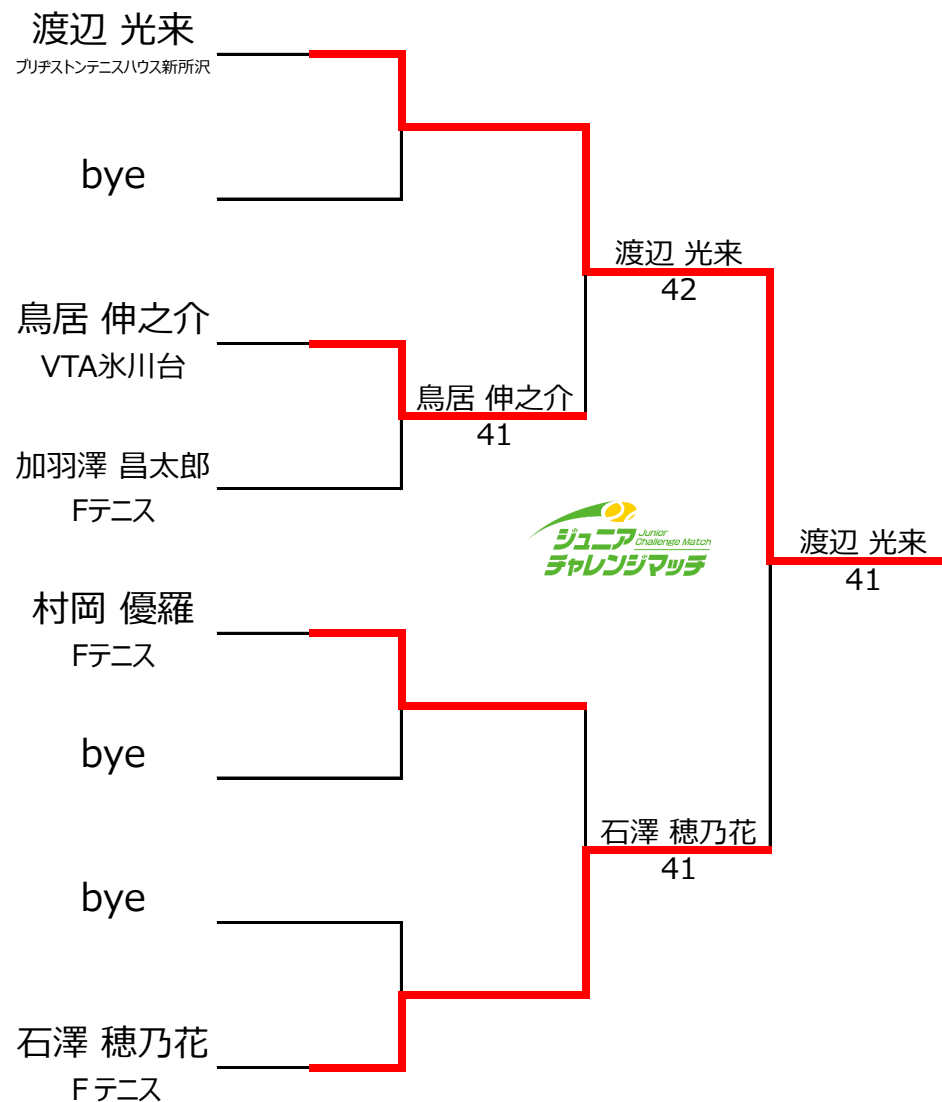 渡辺 光来
ブリヂストンテニスハウス新所沢
bye
渡辺 光来
42
鳥居 伸之介
VTA氷川台
鳥居 伸之介
41
加羽澤 昌太郎
Fテニス
Junior
Challenge Match
ジュニア
チャレンジマッチ
渡辺 光来
41
村岡 優羅
Fテニス
bye
石澤 穂乃花
41
bye
石澤 穂乃花
F テニス